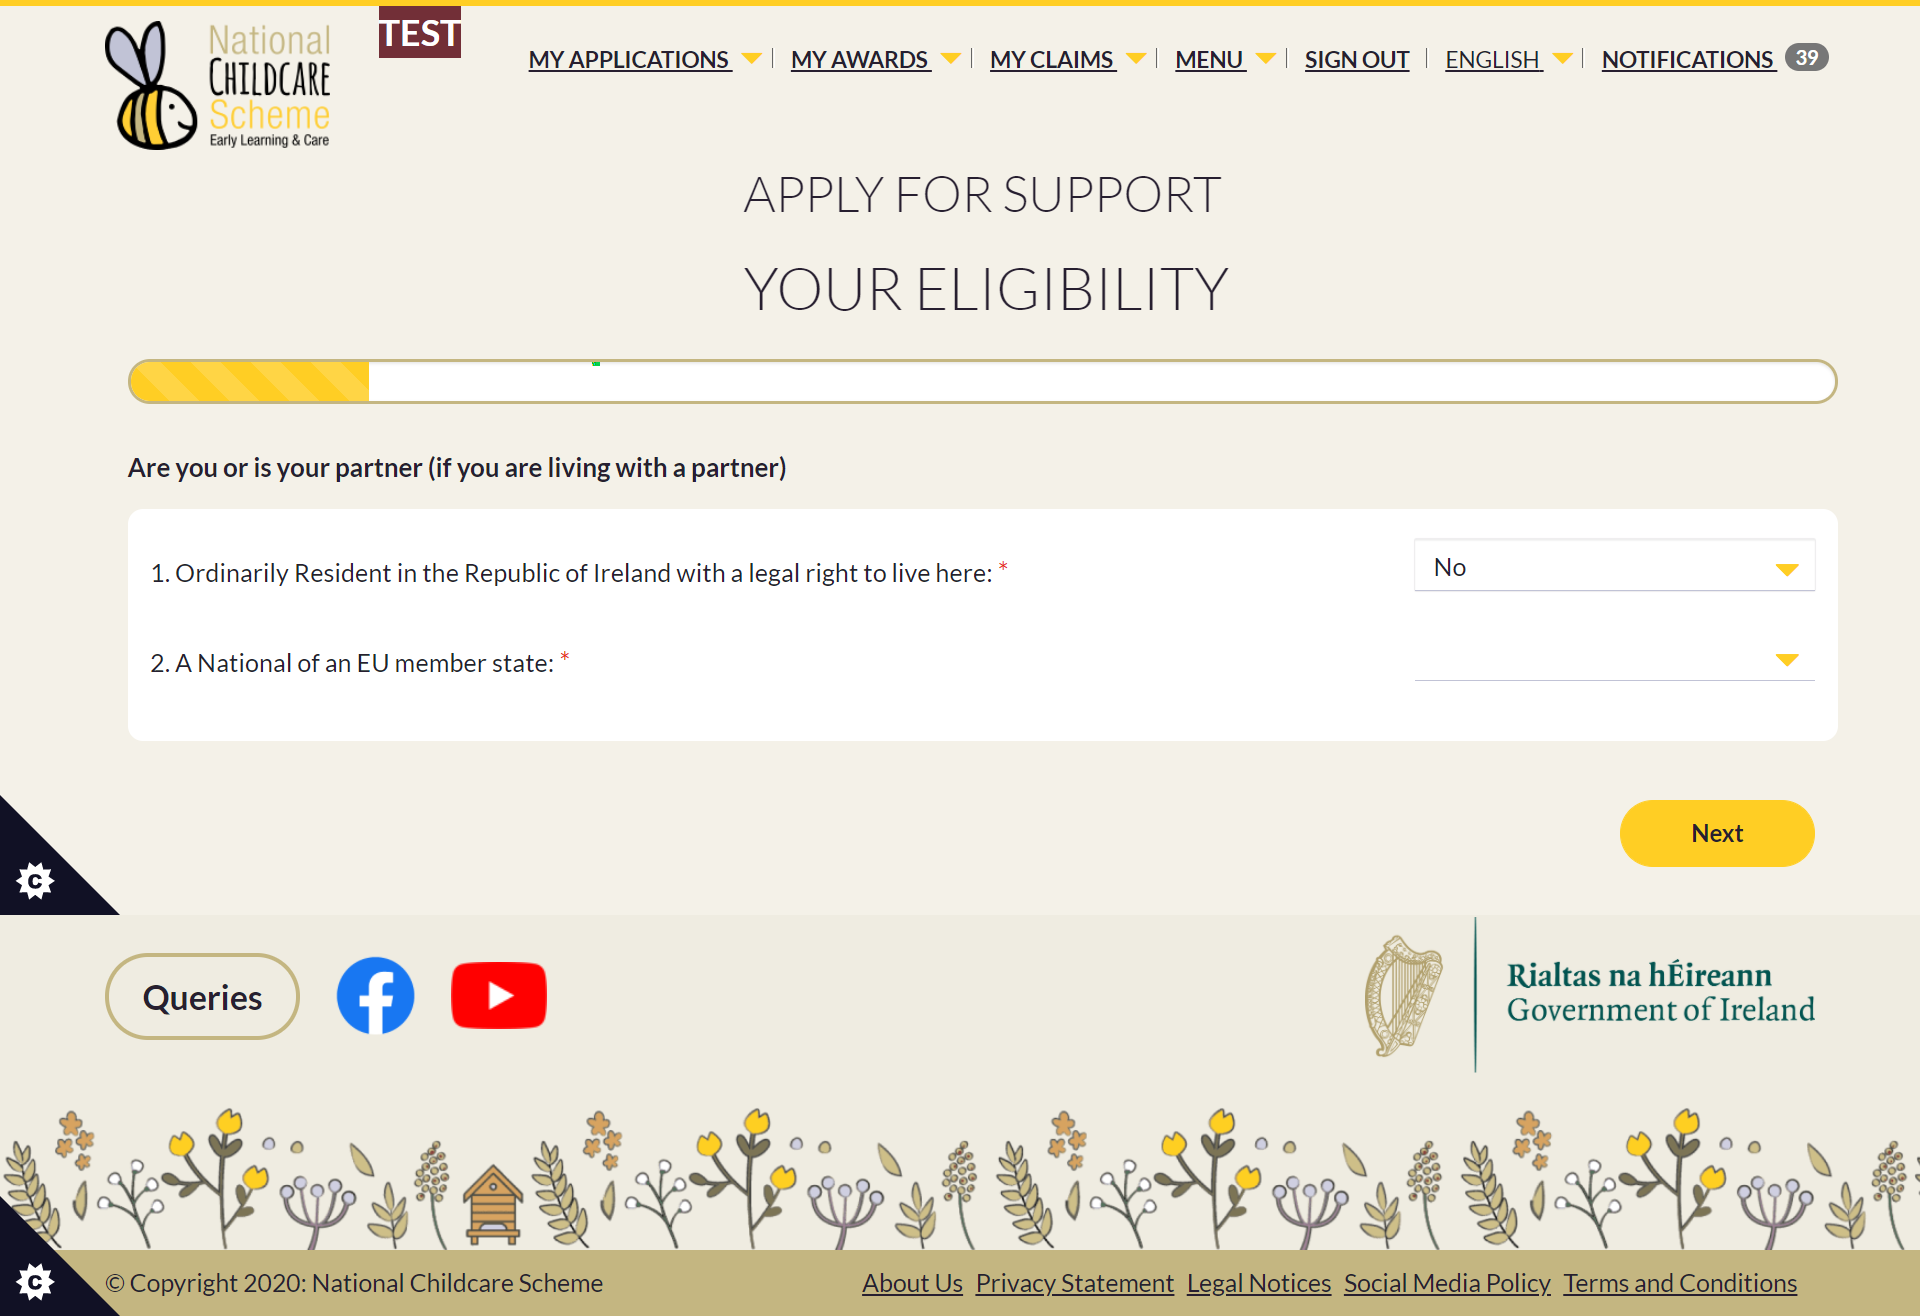 National
CHILDCARE
Scheme
Early Learning & Care
TEST
MY APPLICATIONS MY AWARDS MY CLAIMS MENU SIGN OUT ENGLISH NOTIFICATIONS 39
APPLY FOR SUPPORT
YOUR ELIGIBILITY
Are you or is your partner (if you are living with a partner)
1. Ordinarily Resident in the Republic of Ireland with a legal right to live here: * No
2. A National of an EU member state: *
Next
C
Queries
Rialtas na hÉireann
Government of Ireland
C
© Copyright 2020: National Childcare Scheme About Us Privacy Statement Legal Notices Social Media Policy Terms and Conditions